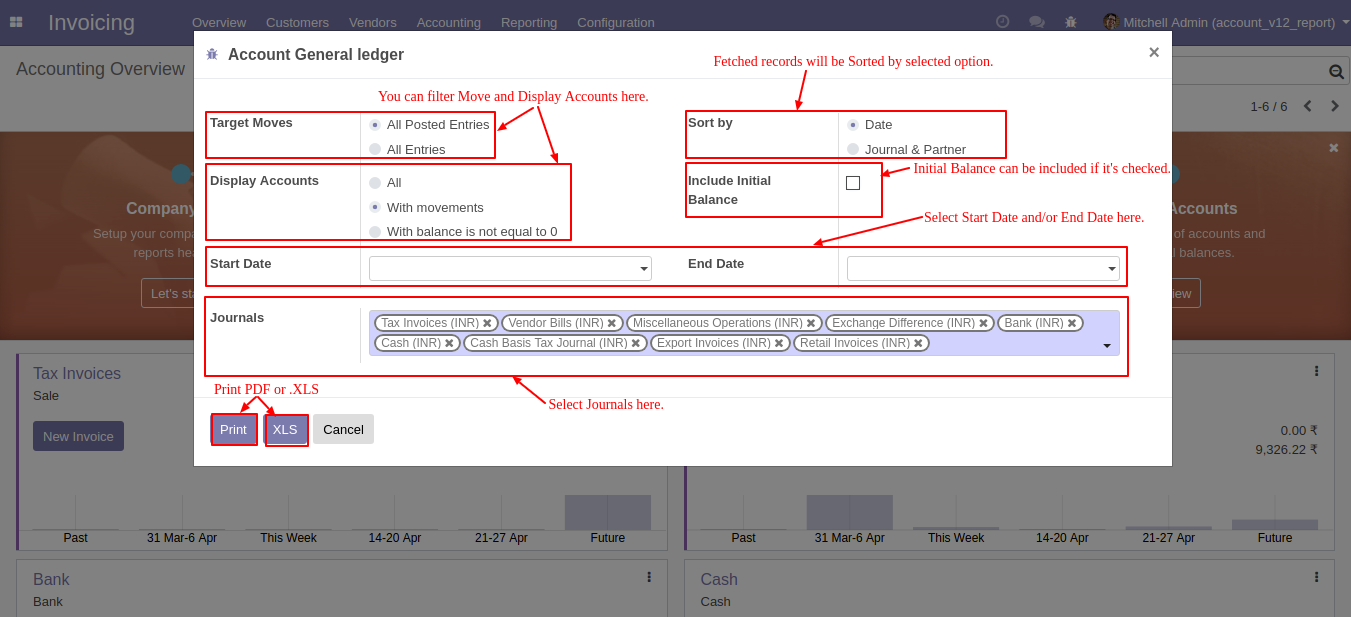 Invoicing Overview Customers Vendors Accounting Reporting Configuration Mitchell Admin (account_v12_report)
Accounting Overview
1-6 / 6
Account General ledger ×
Fetched records will be Sorted by selected option.
You can filter Move and Display Accounts here.
Target Moves
All Posted Entries
All Entries
Sort by
Date
Journal & Partner
Display Accounts
All
With movements
With balance is not equal to 0
Include Initial
Balance
Initial Balance can be included if it's checked.
Select Start Date and/or End Date here.
Start Date
End Date
Journals
Tax Invoices (INR) Vendor Bills (INR) Miscellaneous Operations (INR) Exchange Difference (INR) Bank (INR)
Cash (INR) Cash Basis Tax Journal (INR) Export Invoices (INR) Retail Invoices (INR)
Print PDF or .XLS
Select Journals here.
Print XLS Cancel
Company
Setup your
reports
Let's
Accounts
of accounts and
balances.
Tax Invoices
Sale
New Invoice
0.00 ₹
9,326.22 ₹
Past 31 Mar-6 Apr This Week 14-20 Apr 21-27 Apr Future
Past 31 Mar-6 Apr This Week 14-20 Apr 21-27 Apr Future
Bank
Bank
Cash
Cash